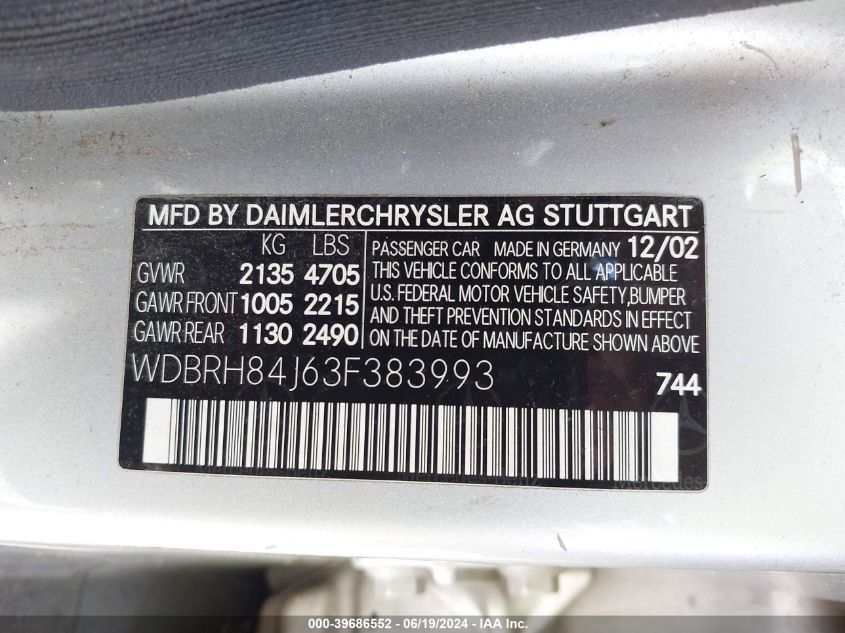 MFD BY DAIMLERCHRYSLER AG STUTTGART
KG LBS
GVWR 2135 4705
GAWR FRONT 1005 2215
GAWR REAR 1130 2490
PASSENGER CAR MADE IN GERMANY 12/02
THIS VEHICLE CONFORMS TO ALL APPLICABLE
U.S. FEDERAL MOTOR VEHICLE SAFETY,BUMPER
AND THEFT PREVENTION STANDARDS IN EFFECT
ON THE DATE OF MANUFACTURE SHOWN ABOVE
WDBRH84J63F383993
744
000-39686552 - 06/19/2024 - IAAI.COM